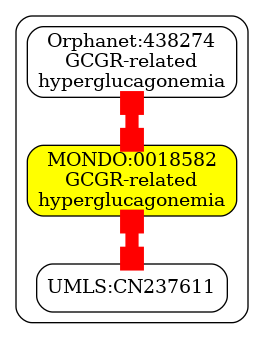 Orphanet:438274
GCGR-related
hyperglucagonemia
MONDO:0018582
GCGR-related
hyperglucagonemia
UMLS:CN237611